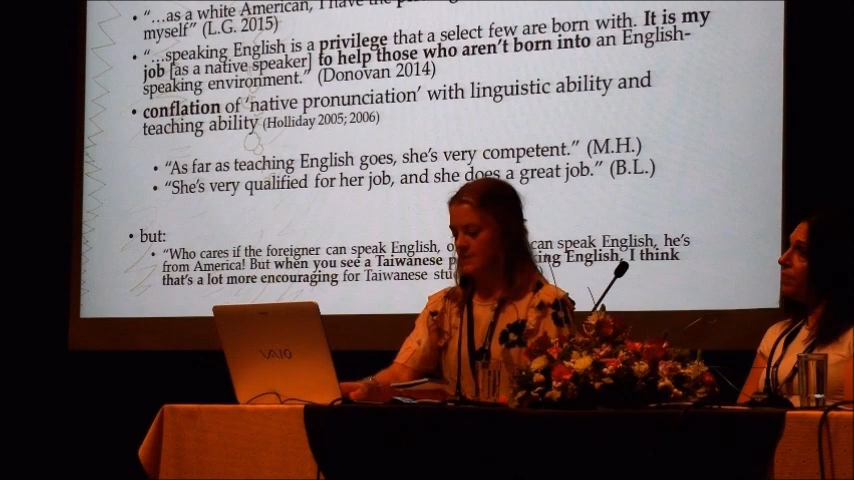 • “…as a white American, I have the
myself” (L.G. 2015)
• “…speaking English is a privilege that a select few are born with. It is my
job [as a native speaker] to help those who aren’t born into an English-
speaking environment.” (Donovan 2014)
• conflation of ‘native pronunciation’ with linguistic ability and
teaching ability (Holliday 2005; 2006)
• “As far as teaching English goes, she’s very competent.” (M.H.)
• “She’s very qualified for her job, and she does a great job.” (B.L.)
• but:
• “Who cares if the foreigner can speak English, can speak English, he’s
from America! But when you see a Taiwanese English, I think
that’s a lot more encouraging for Taiwanese
VAIO